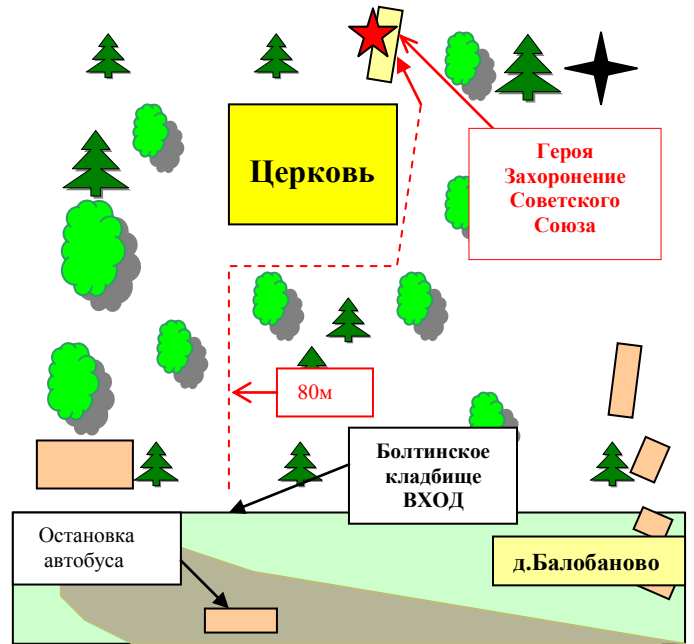 Церковь
Героя
Захоронение
Советского
Союза
80м
Болтинское
кладбище
ВХОД
Остановка
автобуса
д.Балобаново